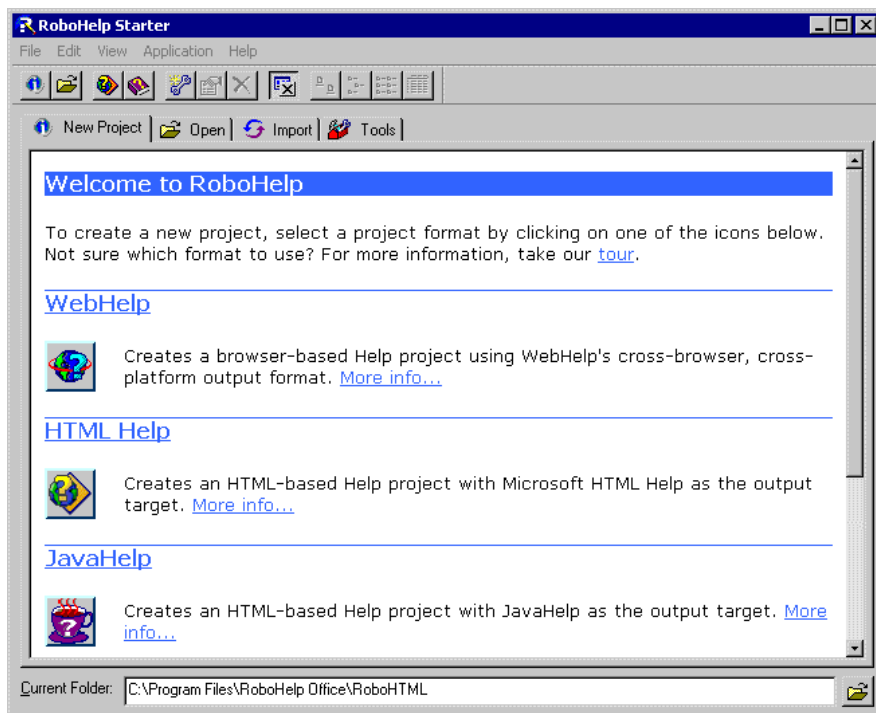 RoboHelp Starter
File Edit View Application Help
New Project Open Import Tools
Welcome to RoboHelp
To create a new project, select a project format by clicking on one of the icons below.
Not sure which format to use? For more information, take our tour.
WebHelp
Creates a browser-based Help project using WebHelp's cross-browser, cross-
platform output format. More info...
HTML Help
Creates an HTML-based Help project with Microsoft HTML Help as the output
target. More info...
JavaHelp
Creates an HTML-based Help project with JavaHelp as the output target. More
info...
Current Folder: C:\Program Files\RoboHelp Office\RoboHTML